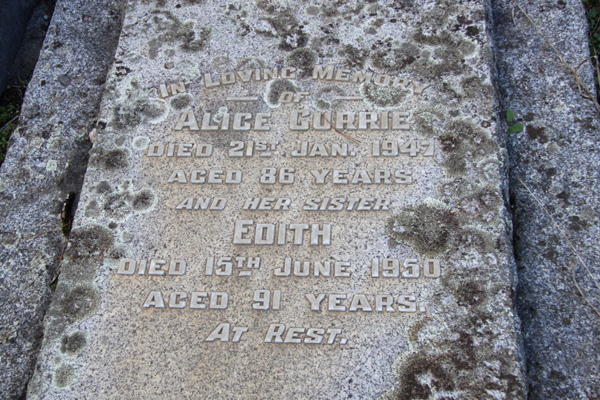 In Loving Memory
of
Alice Currie
Died 21st Jan. 1947
Aged 86 Years
and her sister
Edith
Died 15th June 1950
Aged 91 Years.
At Rest.